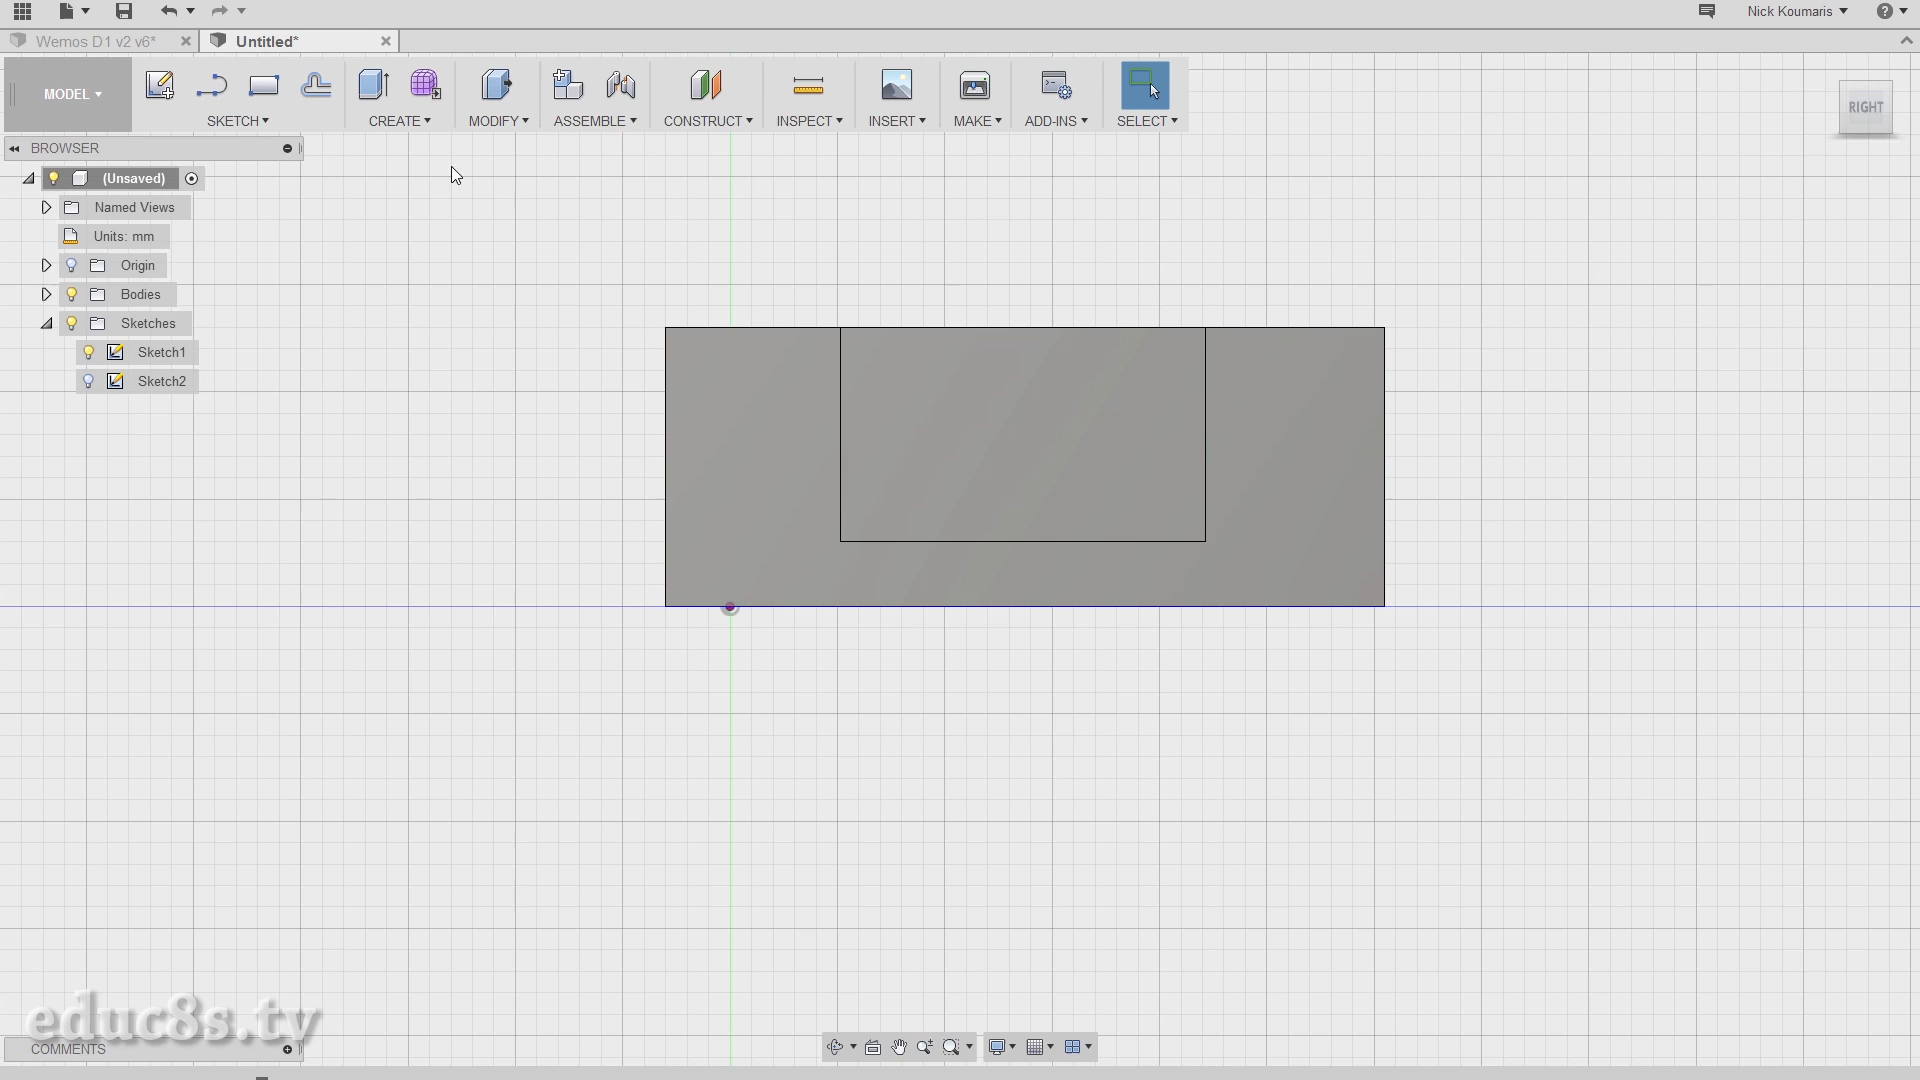 Nick Koumaris
Wemos D1 v2 v6*
Untitled*
MODEL
SKETCH
CREATE
MODIFY
ASSEMBLE
CONSTRUCT
INSPECT
INSERT
MAKE
ADD-INS
SELECT
RIGHT
BROWSER
(Unsaved)
Named Views
Units: mm
Origin
Bodies
Sketches
Sketch1
Sketch2
educ8s.tv
COMMENTS